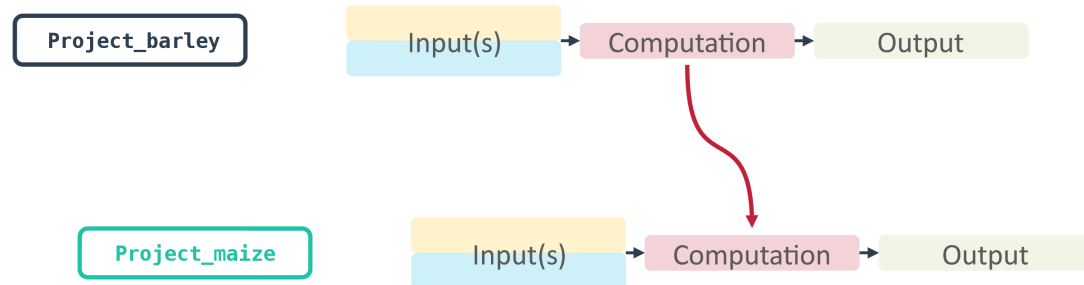 Project_barley
Input(s)
Computation
Output
Project_maize
Input(s)
Computation
Output